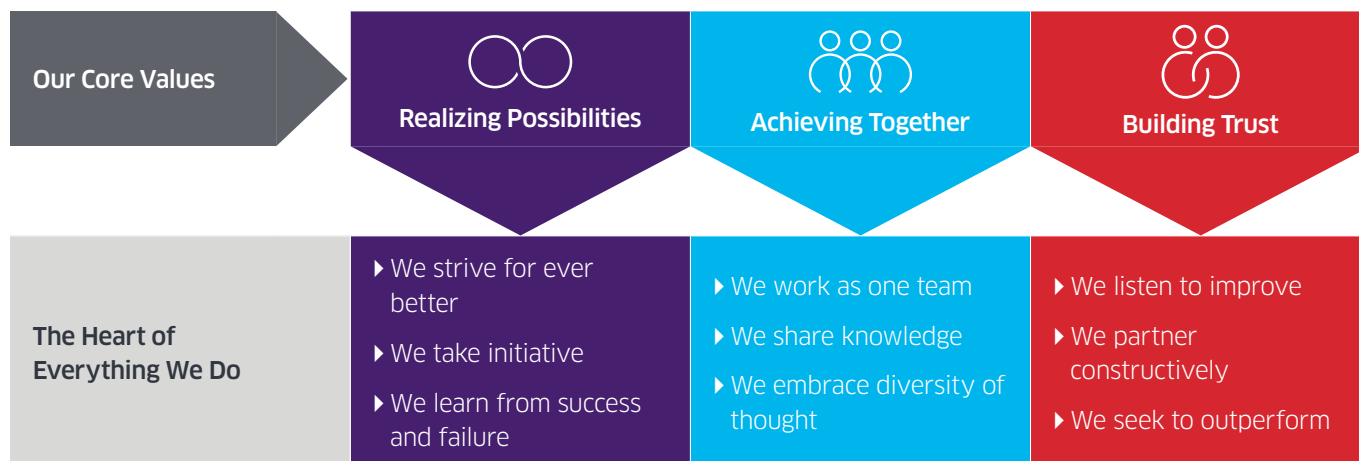 Our Core Values
Realizing Possibilities
Achieving Together
Building Trust
The Heart of
Everything We Do
We strive for ever
better
We take initiative
We learn from success
and failure
We work as one team
We share knowledge
We embrace diversity of
thought
We listen to improve
We partner
constructively
We seek to outperform